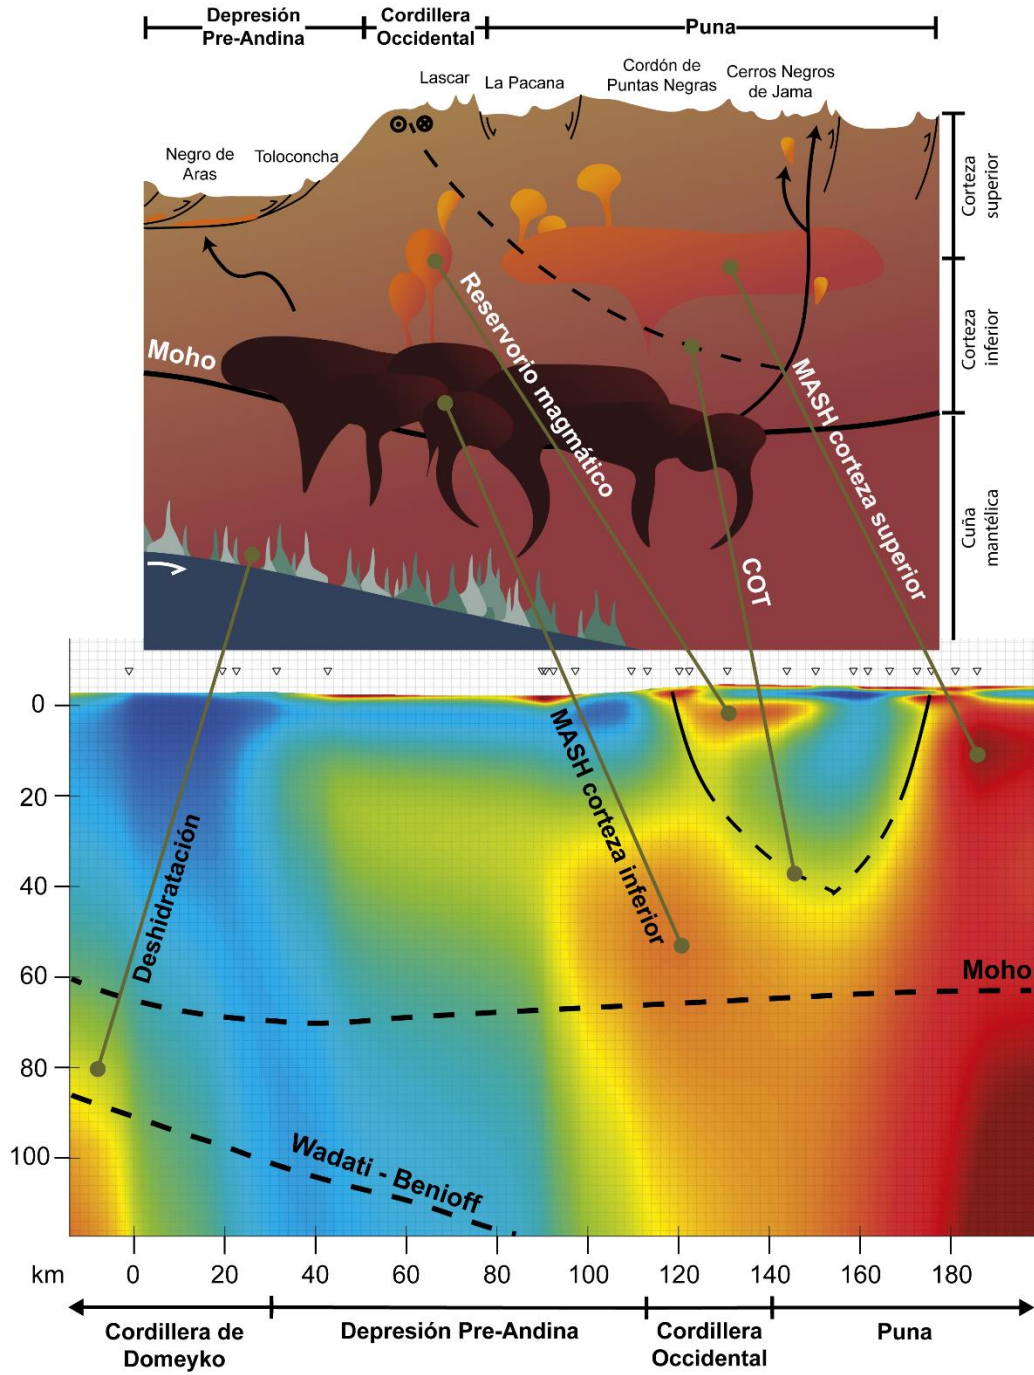 Depresión
Pre-Andina
Cordillera
Occidental
Puna
Lascar
La Pacana
Cordón de
Puntas Negras
Cerros Negros
de Jama
Negro de
Aras
Toloconcha
Corteza
superior
Corteza
inferior
Cuña
mantélica
Moho
Reservorio magmático
MASH corteza superior
COT
MASH corteza inferior
Deshidratación
Moho
Wadati - Benioff
0
20
40
60
80
100
km
0
20
40
60
80
100
120
140
160
180
Cordillera de
Domeyko
Depresión Pre-Andina
Cordillera
Occidental
Puna